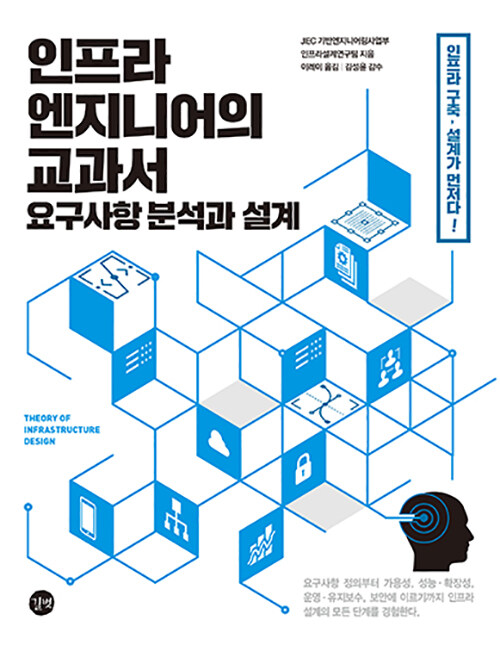 JIEC 기반엔지니어링사업부
인프라설계연구팀 지음
이레이 옮김 | 김성윤 감수
인프라
엔지니어의
교과서
요구사항 분석과 설계
인프라 구축, 설계가 먼저다!
THEORY OF
INFRASTRUCTURE
DESIGN
요구사항 정의부터 가용성, 성능·확장성,
운영·유지보수, 보안에 이르기까지 인프라
설계의 모든 단계를 경험한다.
길벗